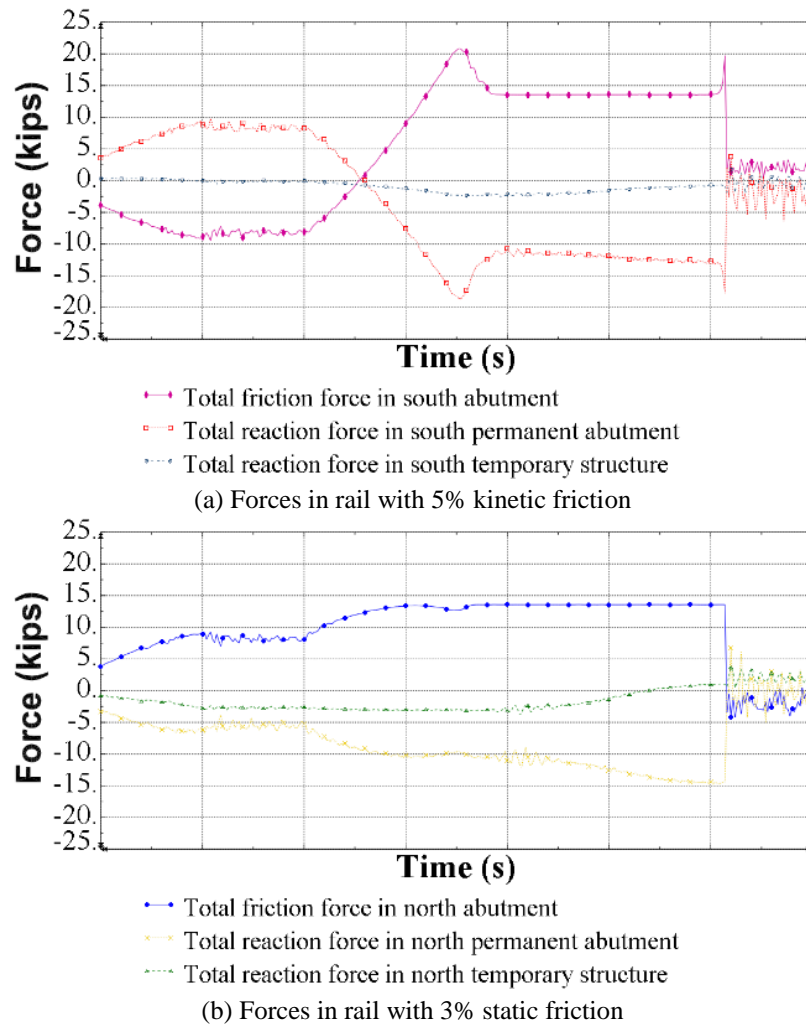 25.
20.
15.
10.
5.
0.
-5.
-10.
-15.
-20.
-25.
Force (kips)
Time (s)
Total friction force in south abutment
Total reaction force in south permanent abutment
Total reaction force in south temporary structure
(a) Forces in rail with 5% kinetic friction
25.
20.
15.
10.
5.
0.
-5.
-10.
-15.
-20.
-25.
Force (kips)
Time (s)
Total friction force in north abutment
Total reaction force in north permanent abutment
Total reaction force in north temporary structure
(b) Forces in rail with 3% static friction